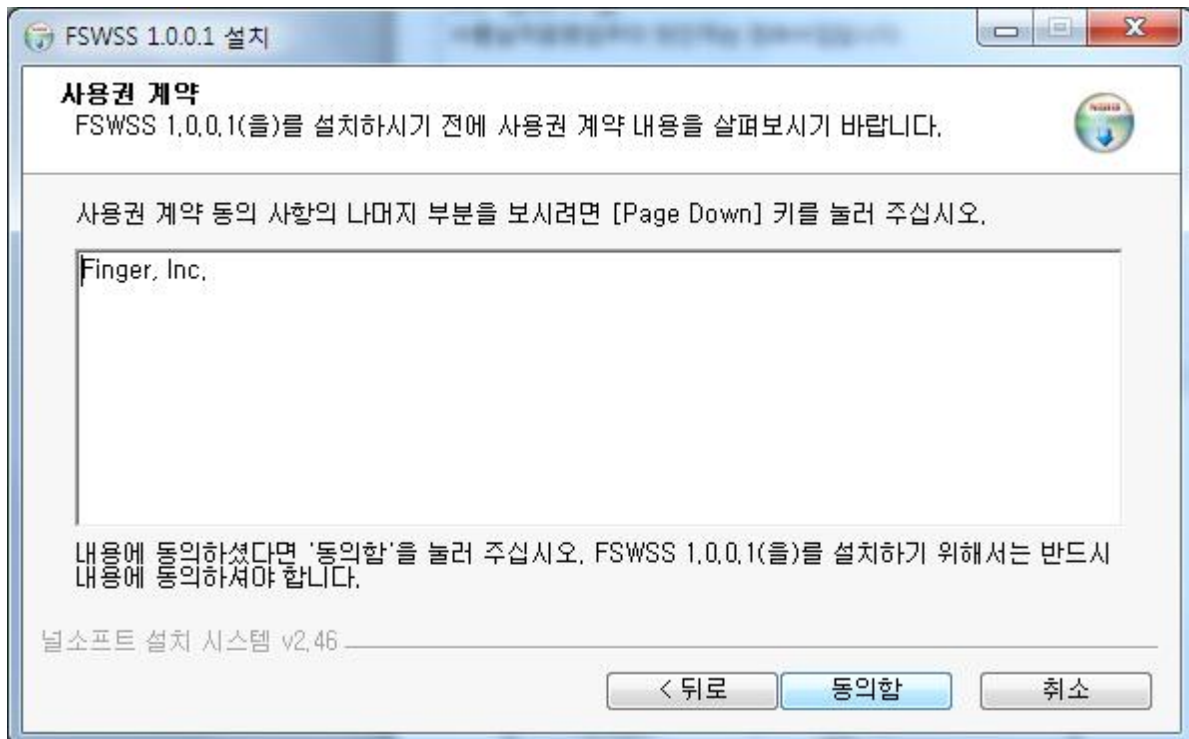 FSWSS 1.0.0.1 설치
사용권 계약
FSWSS 1.0.0.1(을)를 설치하시기 전에 사용권 계약 내용을 살펴보시기 바랍니다.
사용권 계약 동의 사항의 나머지 부분을 보시려면 [Page Down] 키를 눌러 주십시오.
Finger, Inc.
내용에 동의하셨다면 '동의함'을 눌러 주십시오. FSWSS 1.0.0.1(을)를 설치하기 위해서는 반드시
내용에 동의하셔야 합니다.
널소프트 설치 시스템 v2.46
< 뒤로
동의함
취소